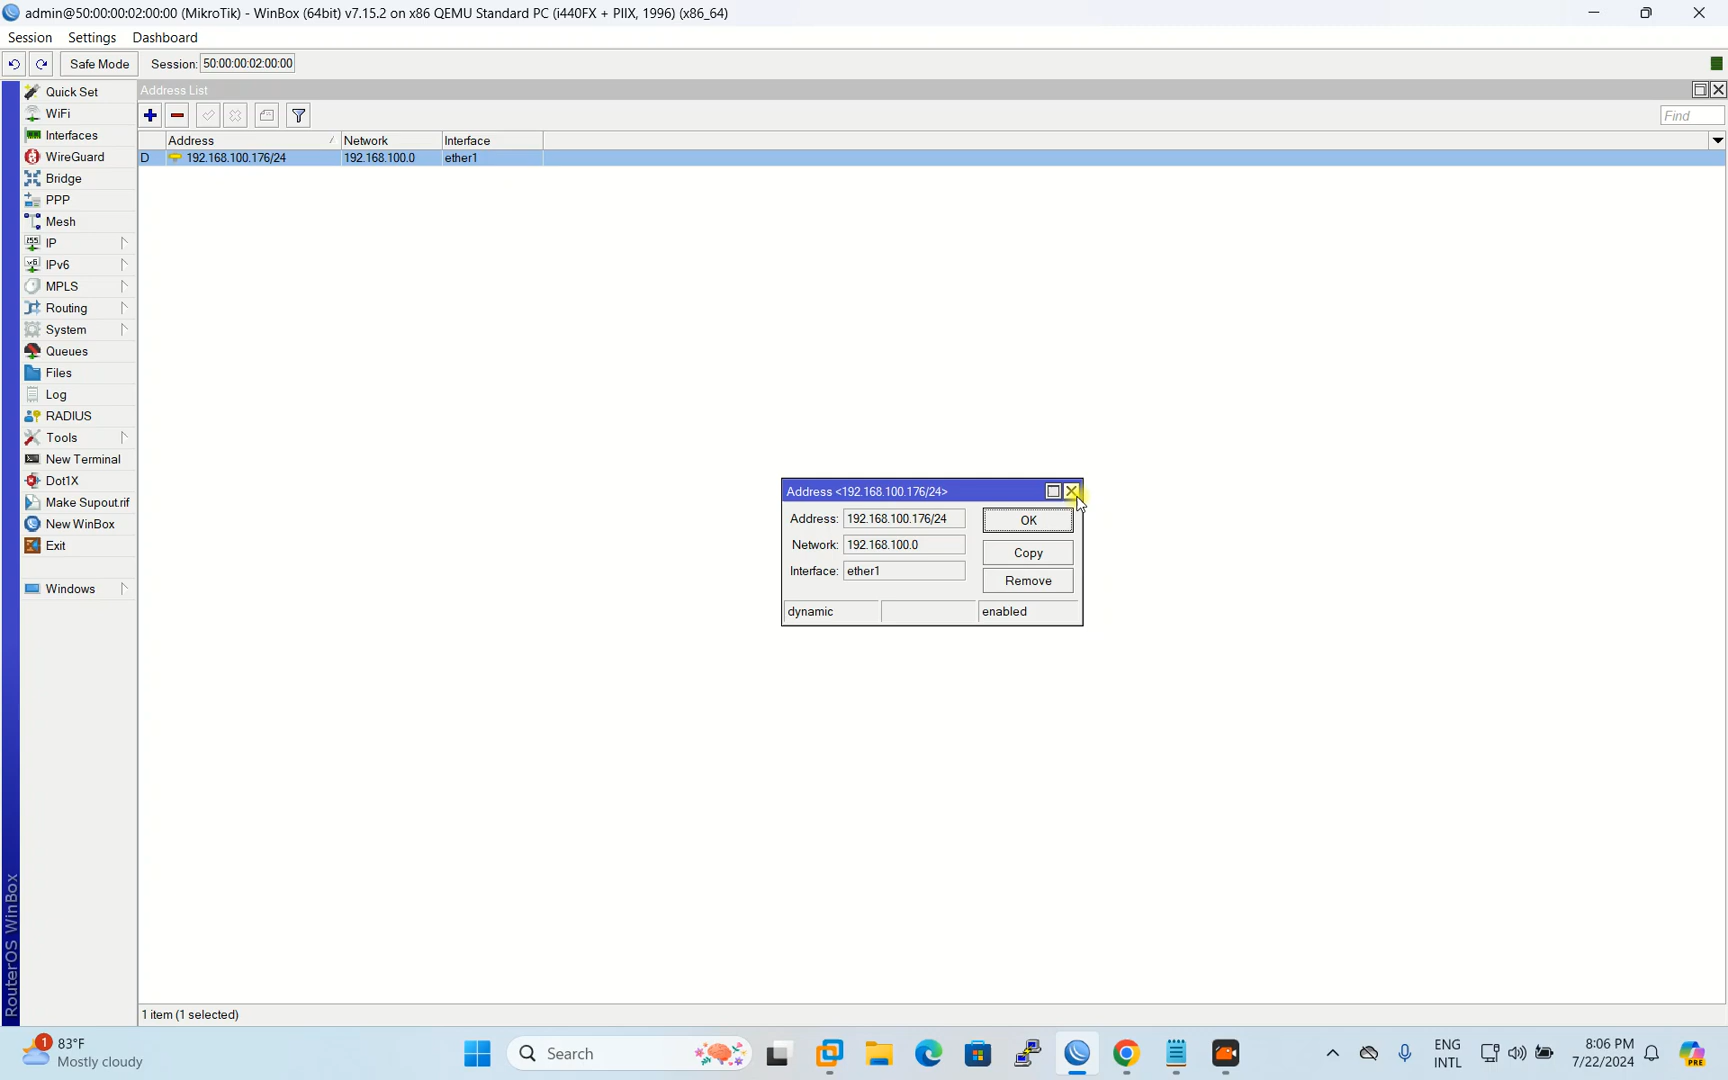 admin@50:00:00:02:00:00 (MikroTik) - WinBox (64bit) v7.15.2 on x86 QEMU Standard PC (i440FX + PIIX, 1996) (x86_64)
Session Settings Dashboard
Safe Mode Session: 50:00:00:02:00:00
Quick Set
WiFi
Interfaces
WireGuard
Bridge
PPP
Mesh
IP
IPv6
MPLS
Routing
System
Queues
Files
Log
RADIUS
Tools
New Terminal
Dot1X
Make Supout.rif
New WinBox
Exit
Windows
RouterOS WinBox
Address List
Find
Address Network Interface
D 192.168.100.176/24 192.168.100.0 ether1
Address <192.168.100.176/24>
Address: 192.168.100.176/24 OK
Network: 192.168.100.0 Copy
Interface: ether1 Remove
dynamic enabled
1 item (1 selected)
1 83°F
Mostly cloudy
Search
ENG
INTL
8:06 PM
7/22/2024
PRE